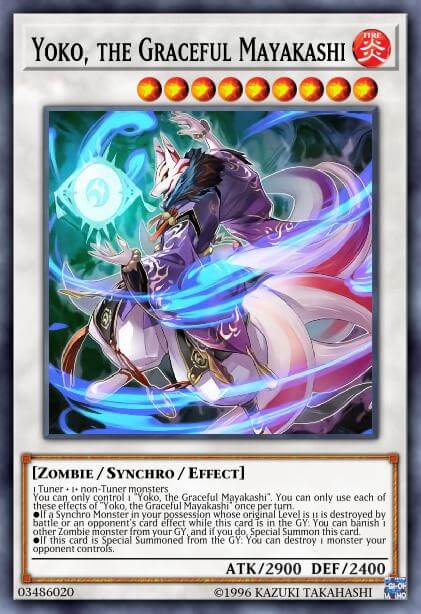 Yoko, the Graceful Mayakashi
FIRE
炎
[Zombie / Synchro / Effect]
1 Tuner + 1+ non-Tuner monsters
You can only control 1 "Yoko, the Graceful Mayakashi". You can only use each
of these effects of "Yoko, the Graceful Mayakashi" once per turn.
●If a Synchro Monster in your possession whose original Level is 11 is destroyed by
battle or an opponent's card effect while this card is in the GY: You can banish 1
other Zombie monster from your GY, and if you do, Special Summon this card.
●If this card is Special Summoned from the GY: You can destroy 1 monster your
opponent controls.
ATK/2900 DEF/2400
03486020
©1996 KAZUKI TAKAHASHI